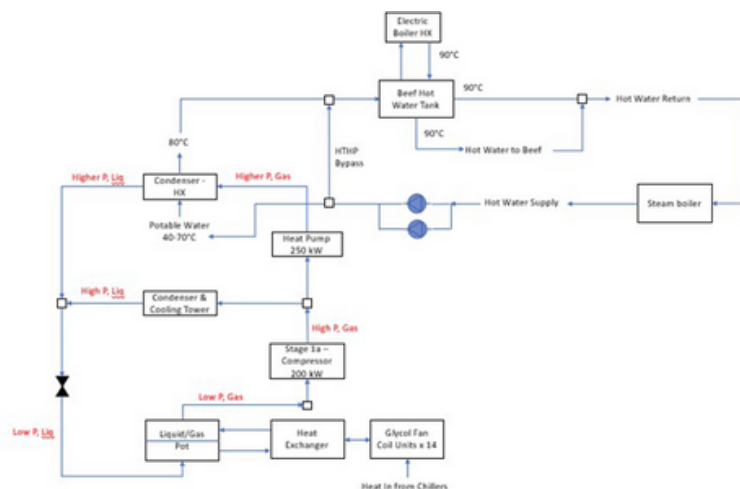 Electric
Boiler HX
90°C
Beef Hot
Water Tank
90°C
Hot Water Return
80°C
HTHP
Bypass
90°C
Hot Water to Beef
Higher P, Liq
Condenser -
HX
Higher P, Gas
Potable Water
40-70°C
Hot Water Supply
Steam boiler
Heat Pump
250 kW
High P, Liq
Condenser &
Cooling Tower
High P, Gas
Stage 1a –
Compressor
200 kW
Low P, Gas
Low P, Liq
Liquid/Gas
Pot
Heat
Exchanger
Glycol Fan
Coil Units x 14
Heat In from Chillers